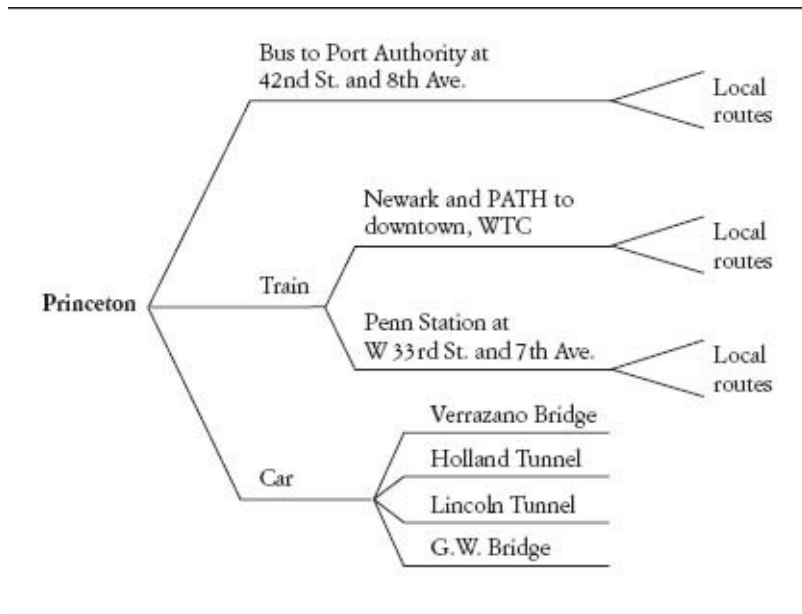 Bus to Port Authority at
42nd St. and 8th Ave.
Local
routes
Newark and PATH to
downtown, WTC
Local
routes
Train
Princeton
Penn Station at
W 33rd St. and 7th Ave.
Local
routes
Verrazano Bridge
Holland Tunnel
Car
Lincoln Tunnel
G.W. Bridge